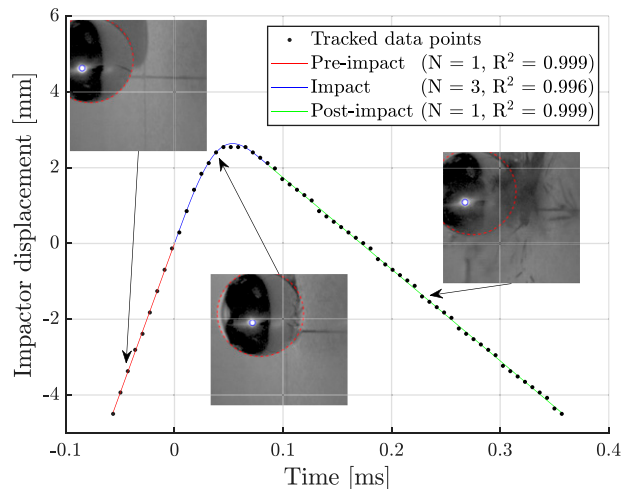 6
4
2
0
-2
-4
-0.1
0
0.1
0.2
0.3
0.4
Impactor displacement [mm]
Time [ms]
Tracked data points
Pre-impact (N = 1, R² = 0.999)
Impact (N = 3, R² = 0.996)
Post-impact (N = 1, R² = 0.999)